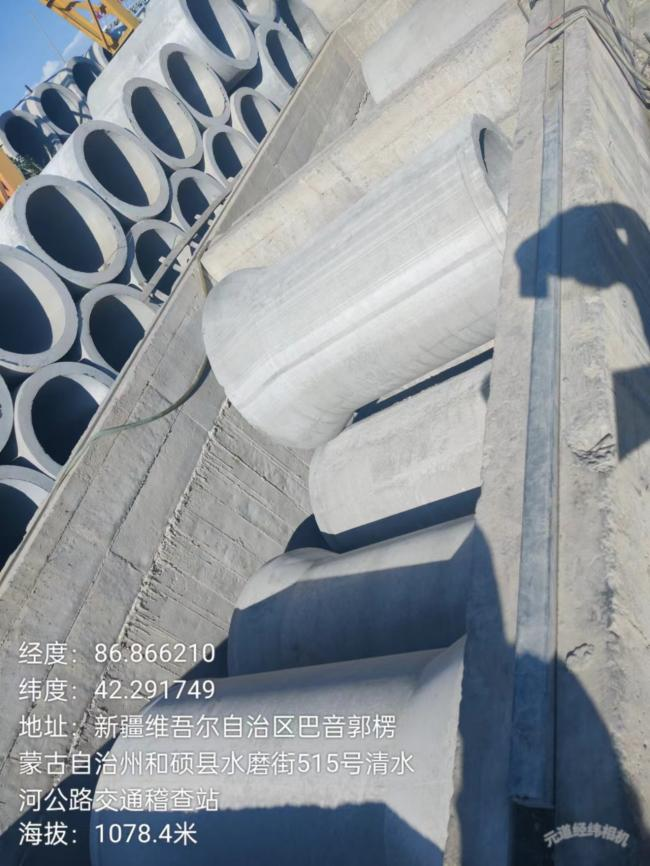 经度：86.866210
纬度：42.291749
地址：新疆维吾尔自治区巴音郭楞
蒙古自治州和硕县水磨街515号清水
河公路交通稽查站
海拔：1078.4米
元道经纬相机